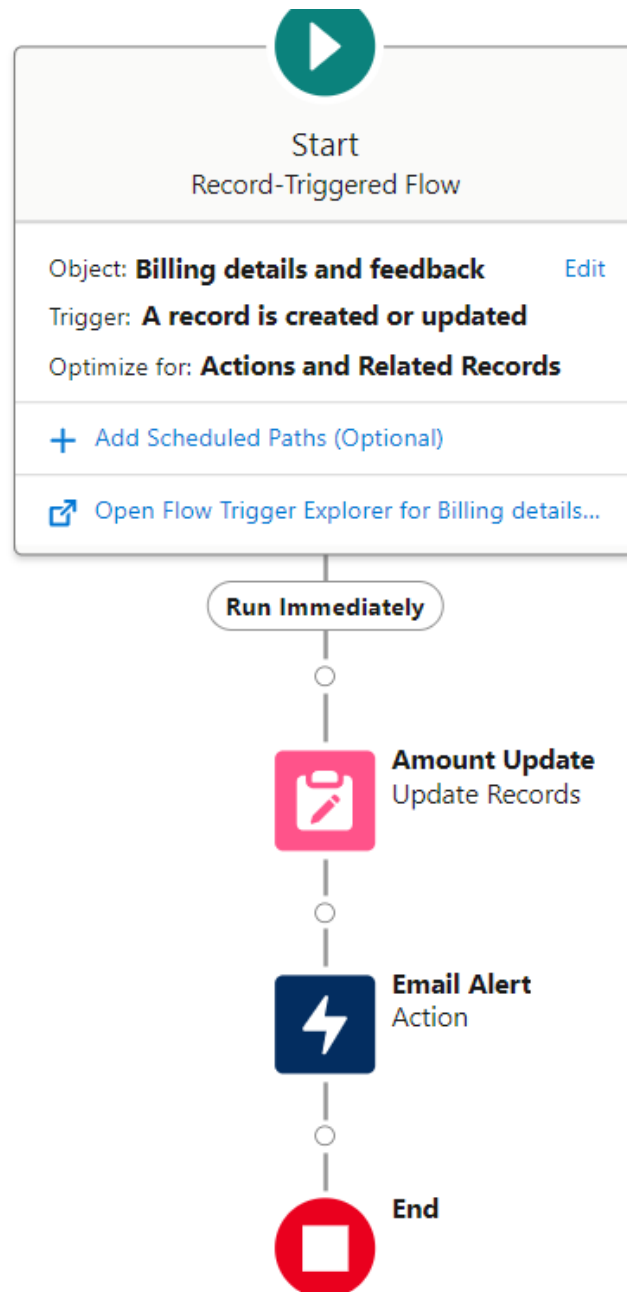 Start
Record-Triggered Flow
Object: Billing details and feedback Edit
Trigger: A record is created or updated
Optimize for: Actions and Related Records
Add Scheduled Paths (Optional)
Open Flow Trigger Explorer for Billing details...
Run Immediately
Amount Update
Update Records
Email Alert
Action
End